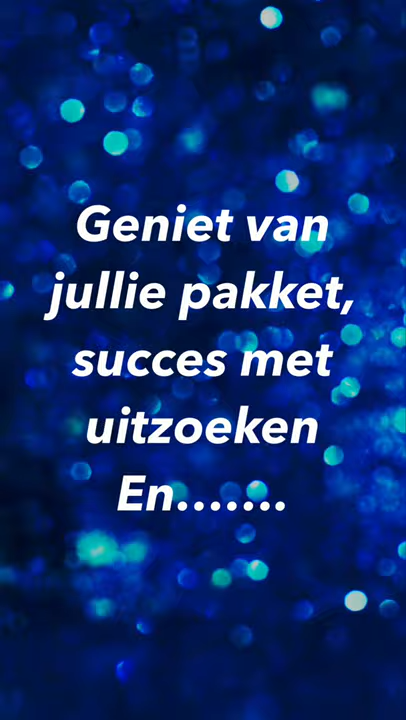 Geniet van
jullie pakket,
succes met
uitzoeken
En.......